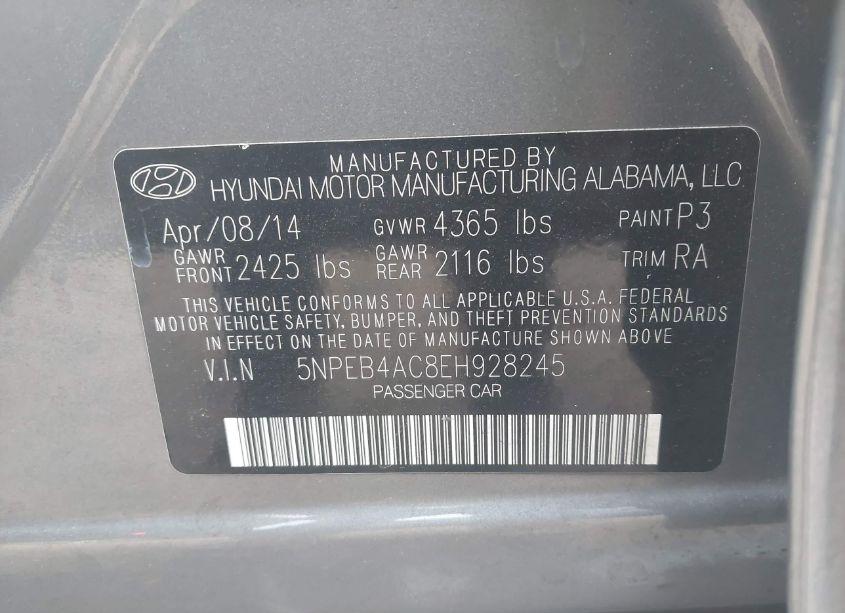 MANUFACTURED BY
HYUNDAI MOTOR MANUFACTURING ALABAMA, LLC
Apr/08/14 GVWR 4365 lbs PAINT P3
GAWR FRONT 2425 lbs GAWR REAR 2116 lbs TRIM RA
THIS VEHICLE CONFORMS TO ALL APPLICABLE U.S.A. FEDERAL
MOTOR VEHICLE SAFETY, BUMPER, AND THEFT PREVENTION STANDARDS
IN EFFECT ON THE DATE OF MANUFACTURE SHOWN ABOVE
V.I.N 5NPEB4AC8EH928245
PASSENGER CAR